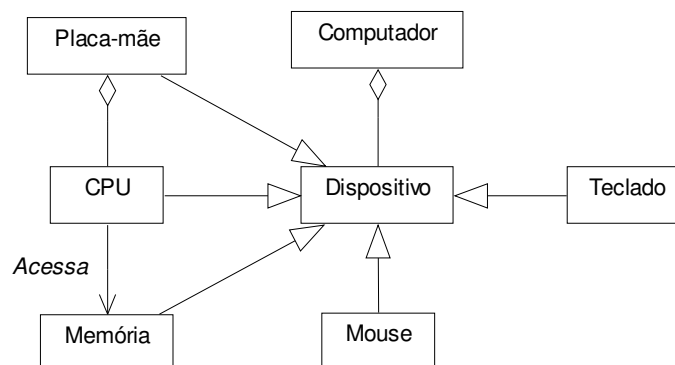 Placa-mãe
Computador
CPU
Dispositivo
Teclado
Acessa
Memória
Mouse